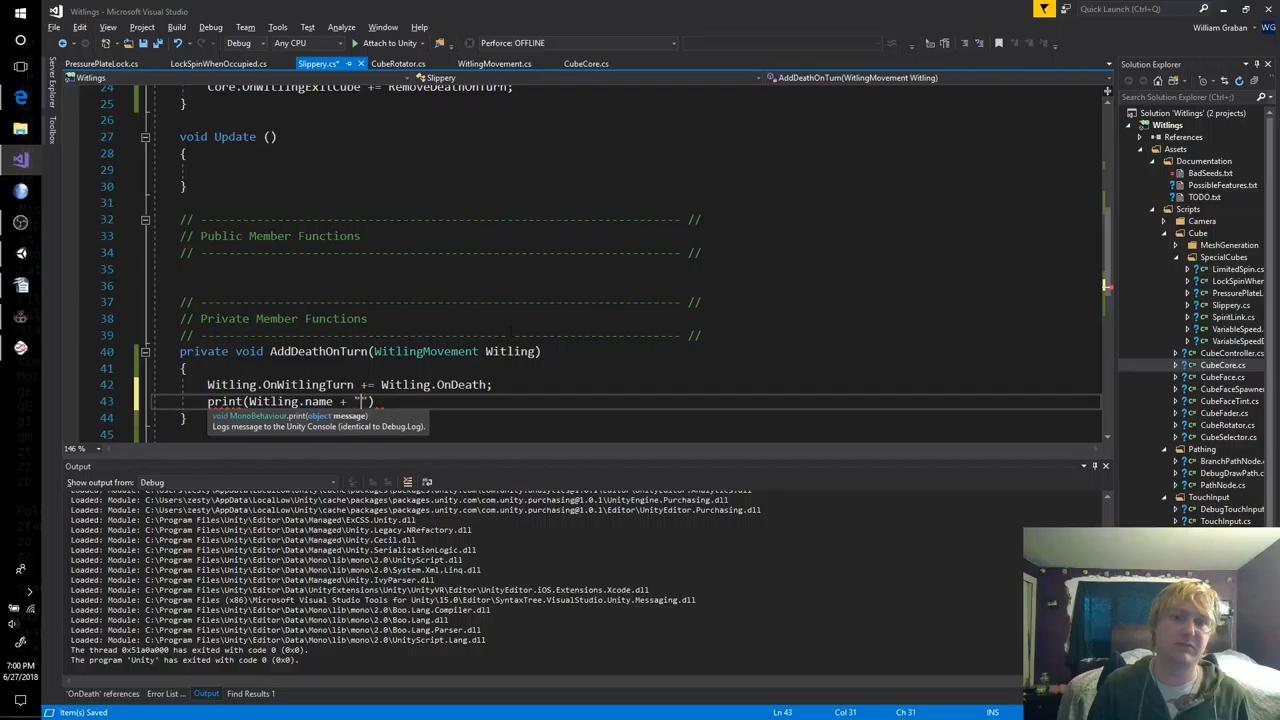 Witlings - Microsoft Visual Studio
Quick Launch (Ctrl+Q)
File Edit View Project Build Debug Team Tools Test Analyze Window Help
William Graban WG
Debug Any CPU Attach to Unity Perforce: OFFLINE
PressurePlateLock.cs LockSpinWhenOccupied.cs Slippery.cs* CubeRotator.cs WitlingMovement.cs CubeCore.cs
Witlings Slippery AddDeathOnTurn(WitlingMovement Witling)
Server Explorer
Toolbox
24 Core.OnWitlingExitCube += RemoveDeathOnTurn;
25 }
26
27 void Update ()
28 {
29
30 }
31
32 // -------------------------------------------------------------------- //
33 // Public Member Functions
34 // -------------------------------------------------------------------- //
35
36
37 // -------------------------------------------------------------------- //
38 // Private Member Functions
39 // -------------------------------------------------------------------- //
40 private void AddDeathOnTurn(WitlingMovement Witling)
41 {
42 Witling.OnWitlingTurn += Witling.OnDeath;
43 print(Witling.name + "")
void MonoBehaviour.print(object message)
Logs message to the Unity Console (identical to Debug.Log).
44 }
45
146 %
Solution Explorer
Search Solution Explorer (Ctrl+;)
Solution 'Witlings' (2 projects)
Witlings
References
Assets
Documentation
BadSeeds.txt
PossibleFeatures.txt
TODO.txt
Scripts
Camera
Cube
MeshGeneration
SpecialCubes
LimitedSpin.cs
LockSpinWhen
PressurePlateL
Slippery.cs
SpiritLink.cs
VariableSpeed.
VariableSpeedD
CubeController.cs
CubeCore.cs
CubeFace.cs
CubeFaceSpawner
CubeFader.cs
CubeRotator.cs
CubeSelector.cs
Pathing
BranchPathNode.cs
DebugDrawPath.cs
PathNode.cs
TouchInput
DebugTouchInput
TouchInput.cs
Output
Show output from: Debug
Loaded: Module: C:\Users\zesty\AppData\LocalLow\Unity\cache\packages\packages.unity.com\com.unity.purchasing@1.0.1\UnityEngine.Purchasing.dll
Loaded: Module: C:\Users\zesty\AppData\LocalLow\Unity\cache\packages\packages.unity.com\com.unity.purchasing@1.0.1\Editor\UnityEditor.Purchasing.dll
Loaded: Module: C:\Program Files\Unity\Editor\Data\Managed\ExCSS.Unity.dll
Loaded: Module: C:\Program Files\Unity\Editor\Data\Managed\Unity.Legacy.NRefactory.dll
Loaded: Module: C:\Program Files\Unity\Editor\Data\Managed\Unity.Cecil.dll
Loaded: Module: C:\Program Files\Unity\Editor\Data\Managed\Unity.SerializationLogic.dll
Loaded: Module: C:\Program Files\Unity\Editor\Data\Mono\lib\mono\2.0\UnityScript.dll
Loaded: Module: C:\Program Files\Unity\Editor\Data\Mono\lib\mono\2.0\System.Xml.Linq.dll
Loaded: Module: C:\Program Files\Unity\Editor\Data\Managed\Unity.IvyParser.dll
Loaded: Module: C:\Program Files\Unity\Editor\Data\UnityExtensions\Unity\UnityVR\Editor\UnityEditor.iOS.Extensions.Xcode.dll
Loaded: Module: C:\Program Files (x86)\Microsoft Visual Studio Tools for Unity\15.0\Editor\SyntaxTree.VisualStudio.Unity.Messaging.dll
Loaded: Module: C:\Program Files\Unity\Editor\Data\Mono\lib\mono\2.0\Boo.Lang.Compiler.dll
Loaded: Module: C:\Program Files\Unity\Editor\Data\Mono\lib\mono\2.0\Boo.Lang.dll
Loaded: Module: C:\Program Files\Unity\Editor\Data\Mono\lib\mono\2.0\Boo.Lang.Parser.dll
Loaded: Module: C:\Program Files\Unity\Editor\Data\Mono\lib\mono\2.0\UnityScript.Lang.dll
The thread 0x51a0a000 has exited with code 0 (0x0).
The program 'Unity' has exited with code 0 (0x0).
'OnDeath' references Error List ... Output Find Results 1
Item(s) Saved Ln 43 Col 31 Ch 31 INS
7:00 PM
6/27/2018